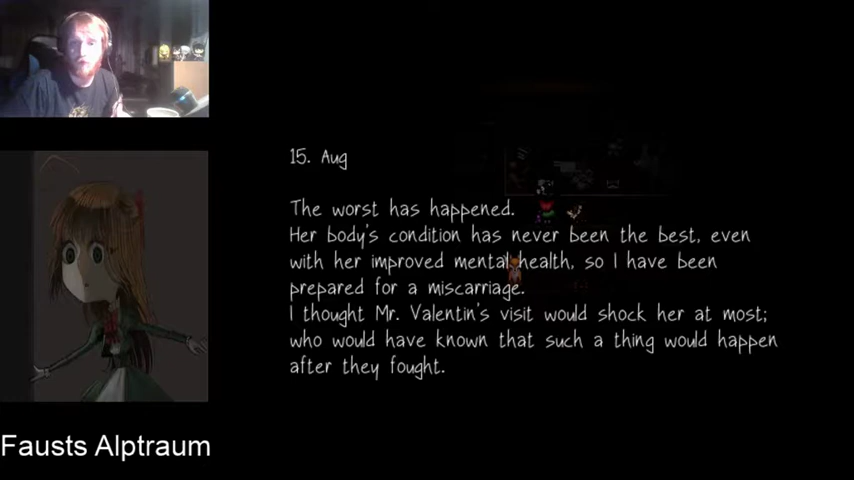 15. Aug
The worst has happened.
Her body's condition has never been the best, even
with her improved mental health, so I have been
prepared for a miscarriage.
I thought Mr. Valentin's visit would shock her at most;
who would have known that such a thing would happen
after they fought.
Fausts Alptraum